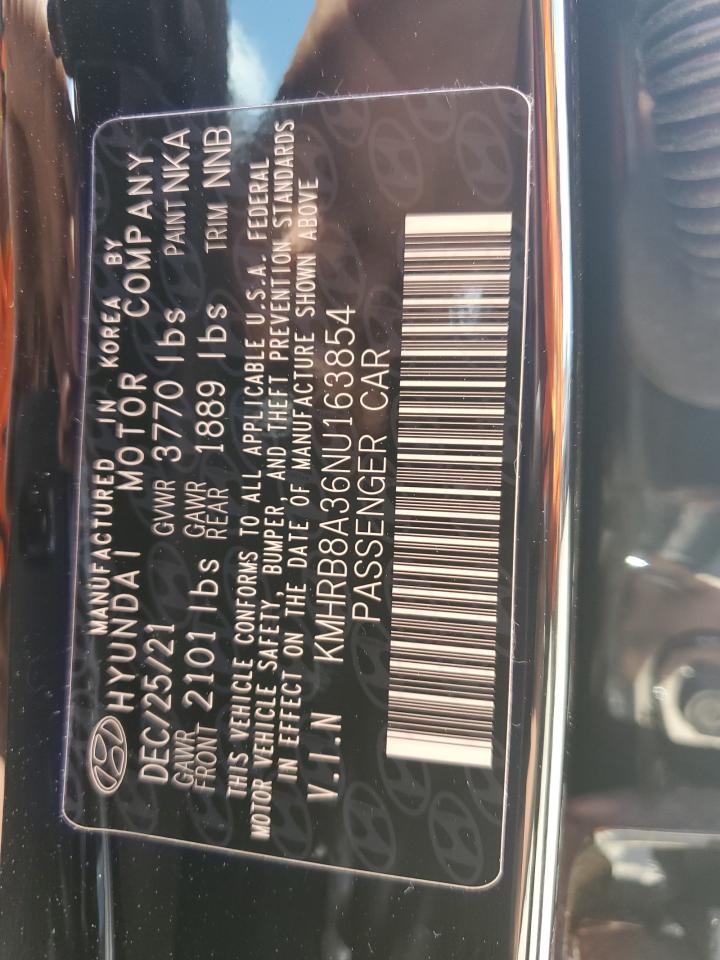 MANUFACTURED IN KOREA BY
HYUNDAI MOTOR COMPANY
DEC/25/21 GVWR 3770 lbs PAINT NKA
GAWR FRONT 2101 lbs GAWR REAR 1889 lbs TRIM NNB
THIS VEHICLE CONFORMS TO ALL APPLICABLE U.S.A. FEDERAL
MOTOR VEHICLE SAFETY, BUMPER AND THEFT PREVENTION STANDARDS
IN EFFECT ON THE DATE OF MANUFACTURE SHOWN ABOVE
V.I.N KMHRB8A36NU163854
PASSENGER CAR